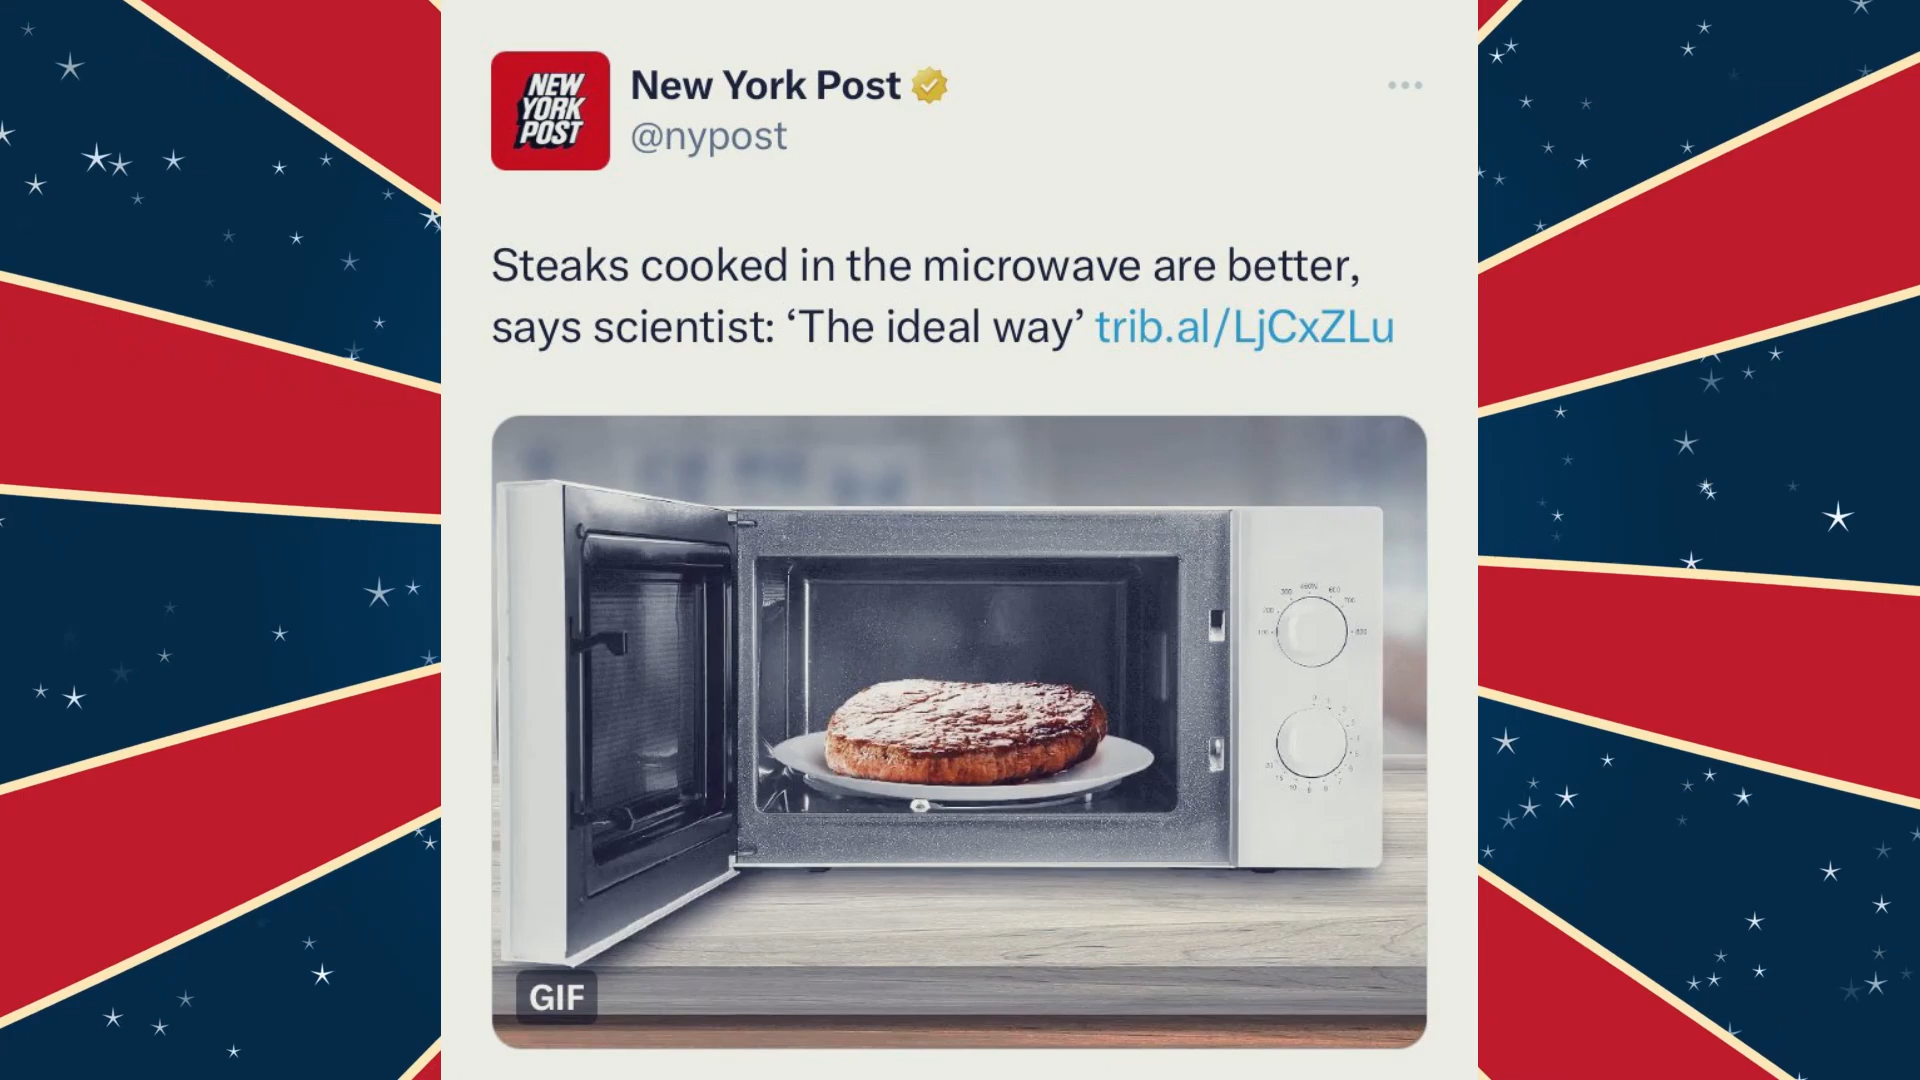 NEW
YORK
POST
New York Post
@nypost
Steaks cooked in the microwave are better,
says scientist: ‘The ideal way’ trib.al/LjCxZLu
GIF